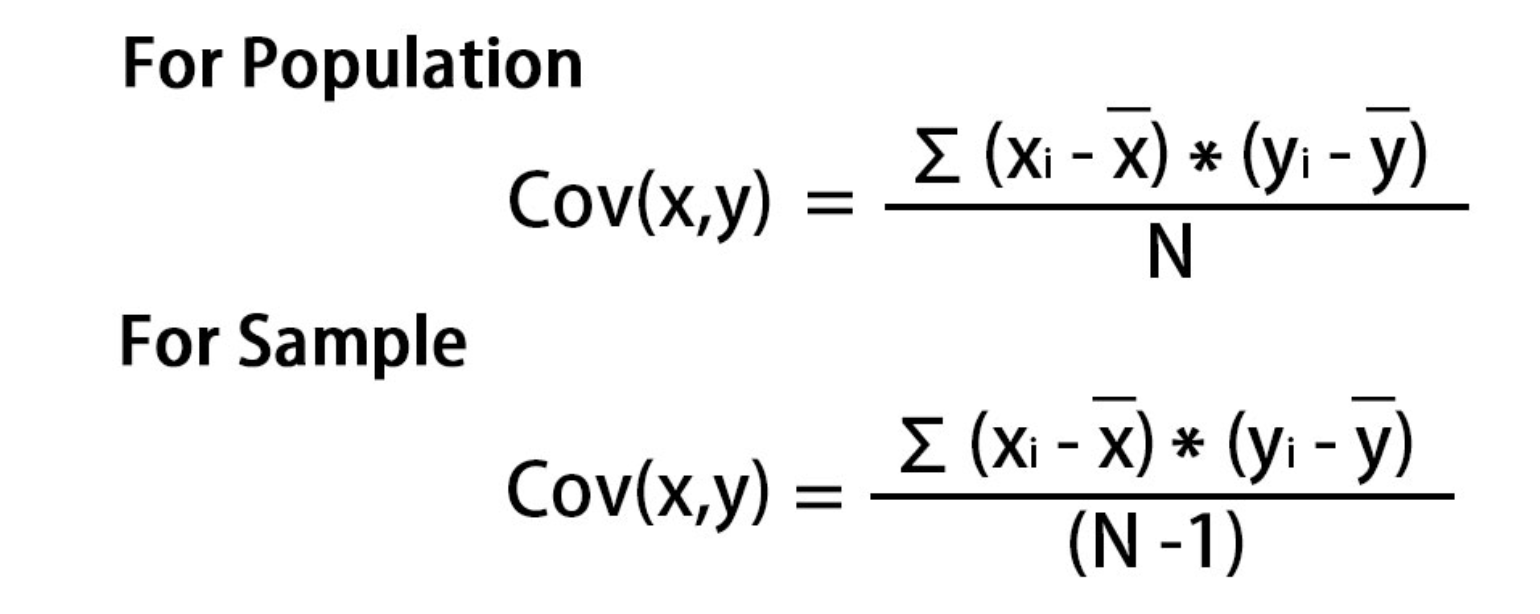 For Population
Cov(x,y) = Σ (xᵢ - x̅) * (yᵢ - y̅)
N
For Sample
Cov(x,y) = Σ (xᵢ - x̅) * (yᵢ - y̅)
(N -1)